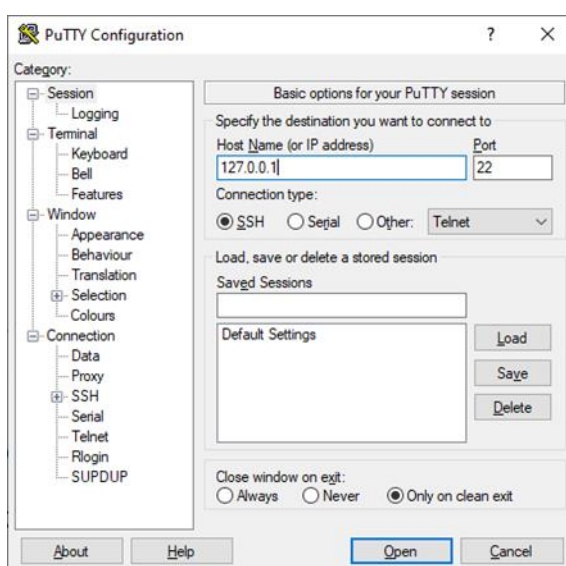 PuTTY Configuration ? ×
Category:
Session
Logging
Terminal
Keyboard
Bell
Features
Window
Appearance
Behaviour
Translation
Selection
Colours
Connection
Data
Proxy
SSH
Serial
Telnet
Rlogin
SUPDUP
Basic options for your PuTTY session
Specify the destination you want to connect to
Host Name (or IP address) Port
127.0.0.1 22
Connection type:
SSH Serial Other: Telnet
Load, save or delete a stored session
Saved Sessions
Default Settings
Load
Save
Delete
Close window on exit:
Always Never Only on clean exit
About Help Open Cancel